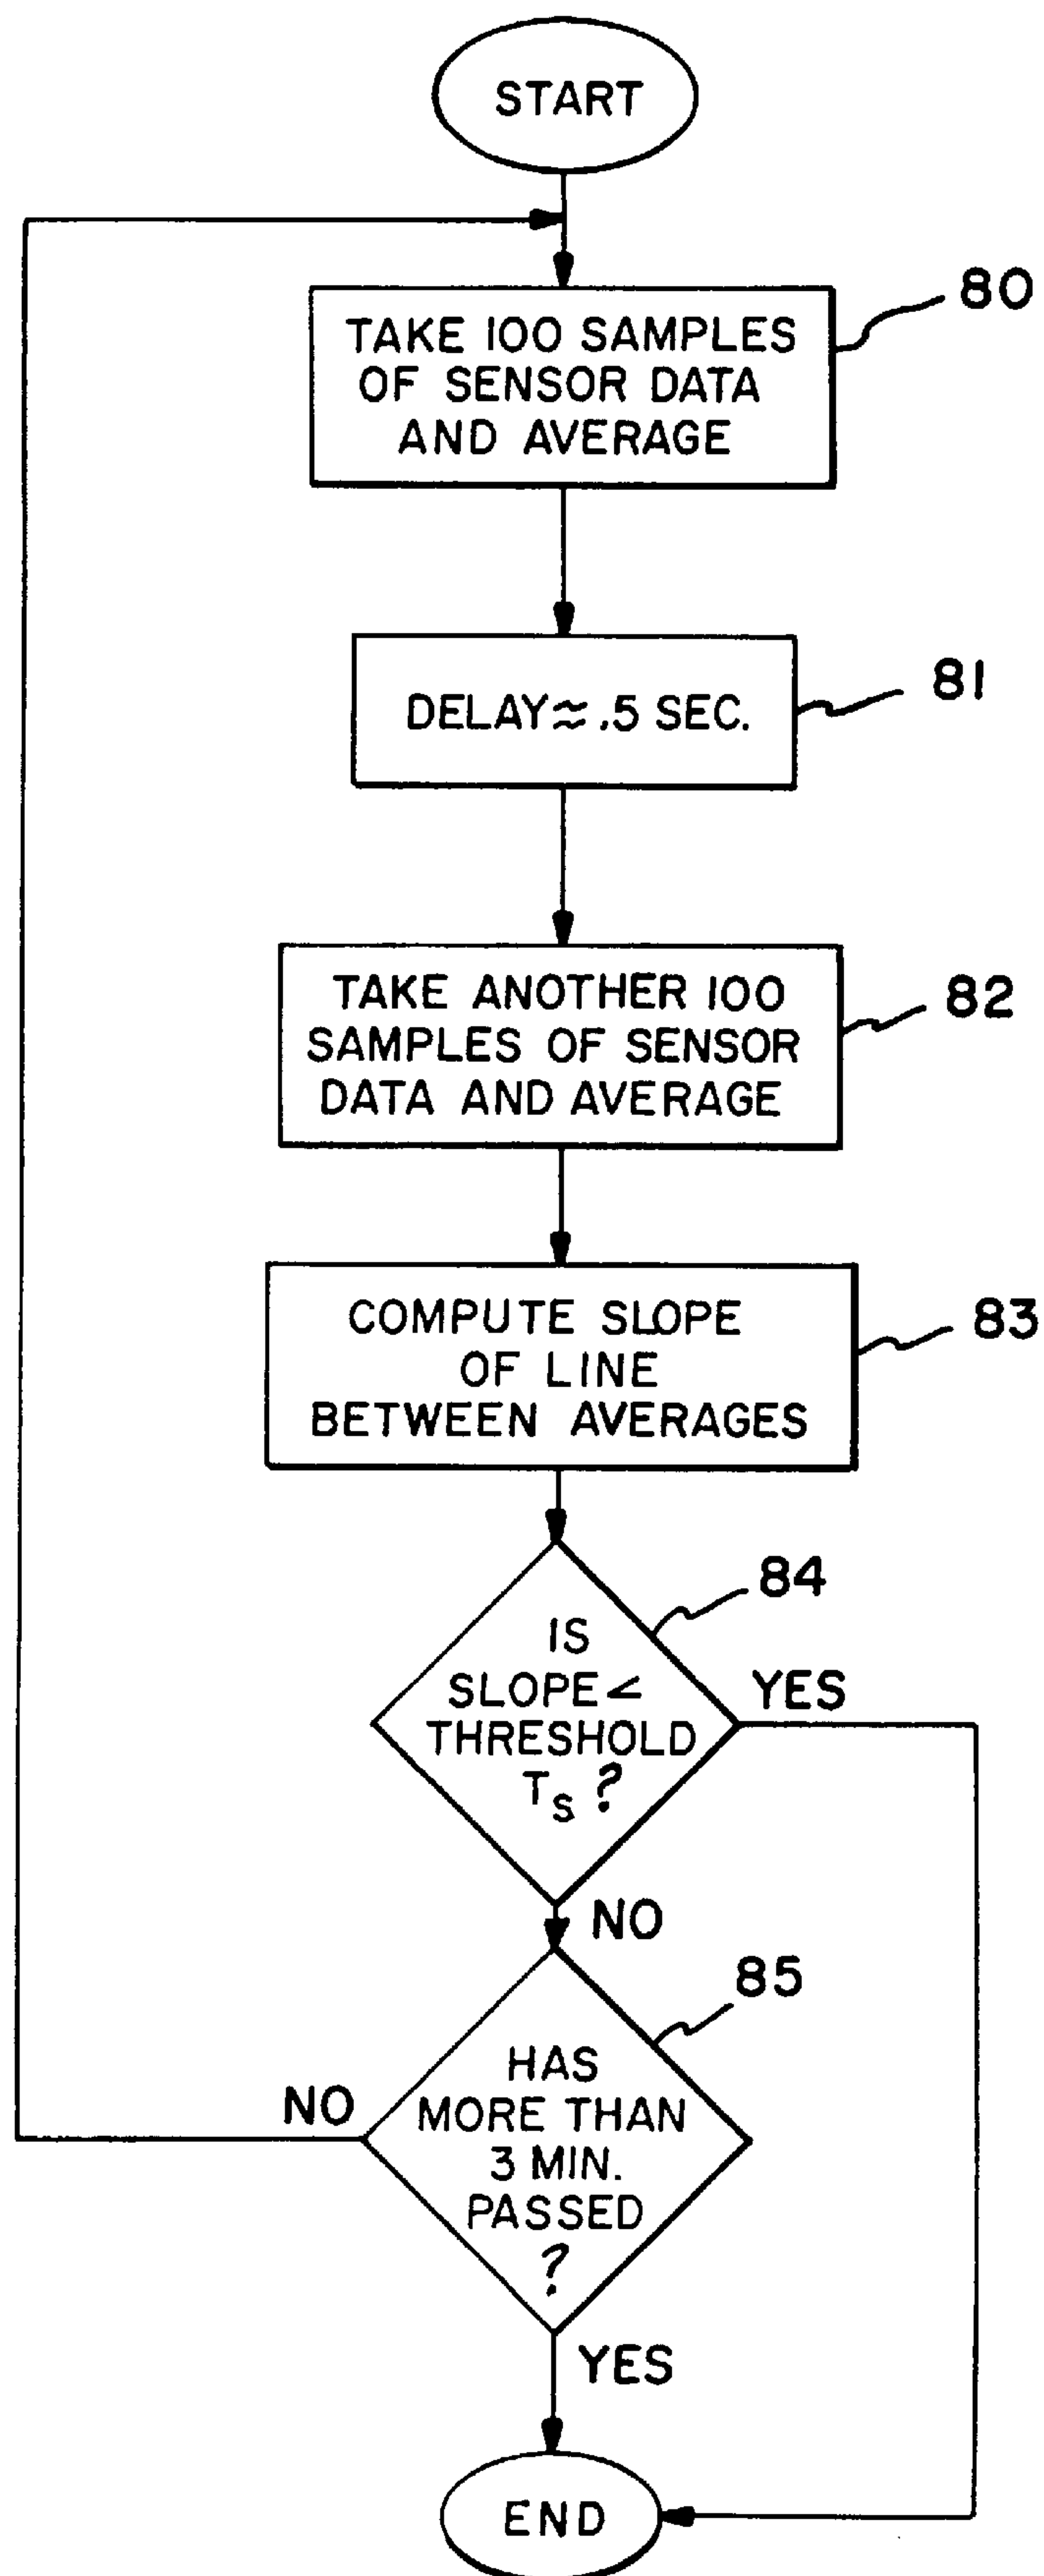 START
80
TAKE 100 SAMPLES
OF SENSOR DATA
AND AVERAGE
81
DELAY ≈ .5 SEC.
82
TAKE ANOTHER 100
SAMPLES OF SENSOR
DATA AND AVERAGE
83
COMPUTE SLOPE
OF LINE
BETWEEN AVERAGES
84
IS
SLOPE <
THRESHOLD
TS ?
YES
NO
85
HAS
MORE THAN
3 MIN.
PASSED
?
NO
YES
END